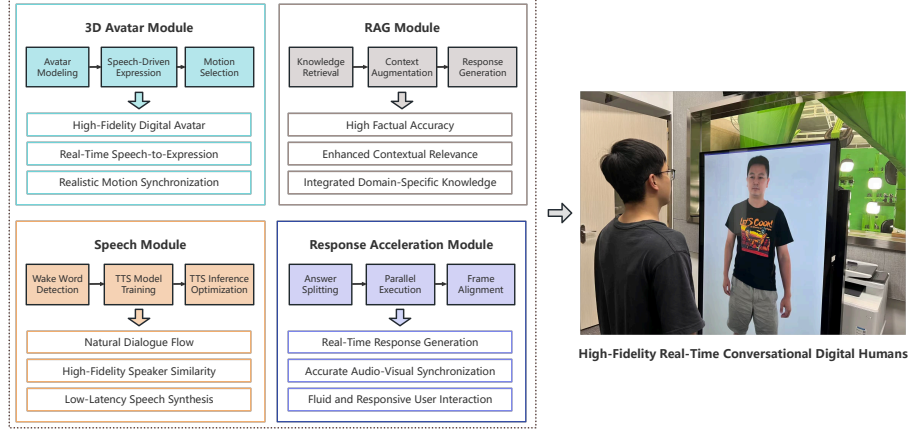 3D Avatar Module
Avatar
Modeling
Speech-Driven
Expression
Motion
Selection
High-Fidelity Digital Avatar
Real-Time Speech-to-Expression
Realistic Motion Synchronization
RAG Module
Knowledge
Retrieval
Context
Augmentation
Response
Generation
High Factual Accuracy
Enhanced Contextual Relevance
Integrated Domain-Specific Knowledge
Speech Module
Wake Word
Detection
TTS Model
Training
TTS Inference
Optimization
Natural Dialogue Flow
High-Fidelity Speaker Similarity
Low-Latency Speech Synthesis
Response Acceleration Module
Answer
Splitting
Parallel
Execution
Frame
Alignment
Real-Time Response Generation
Accurate Audio-Visual Synchronization
Fluid and Responsive User Interaction
LET'S COOK!
High-Fidelity Real-Time Conversational Digital Humans